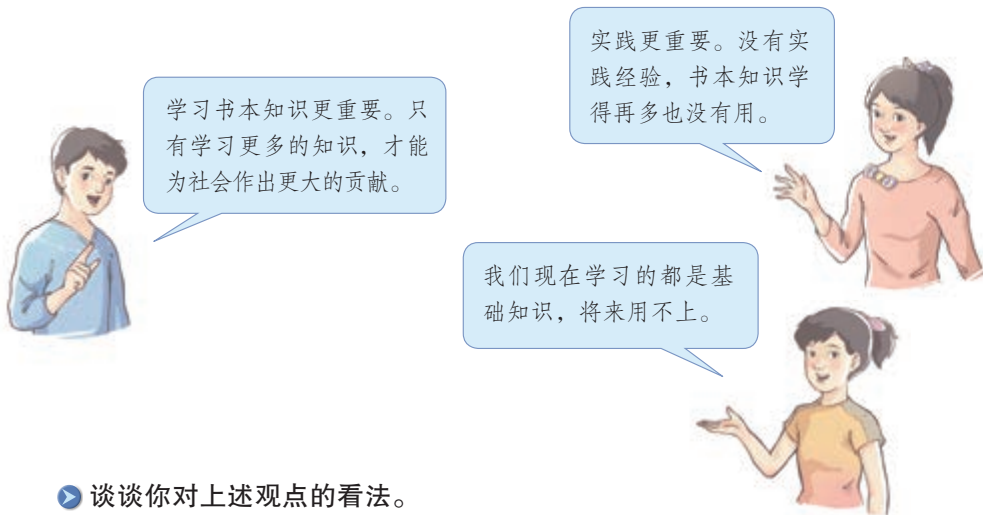 学习书本知识更重要。只
有学习更多的知识，才能
为社会作出更大的贡献。
实践更重要。没有实
践经验，书本知识学
得再多也没有用。
我们现在学习的都是基
础知识，将来用不上。
谈谈你对上述观点的看法。